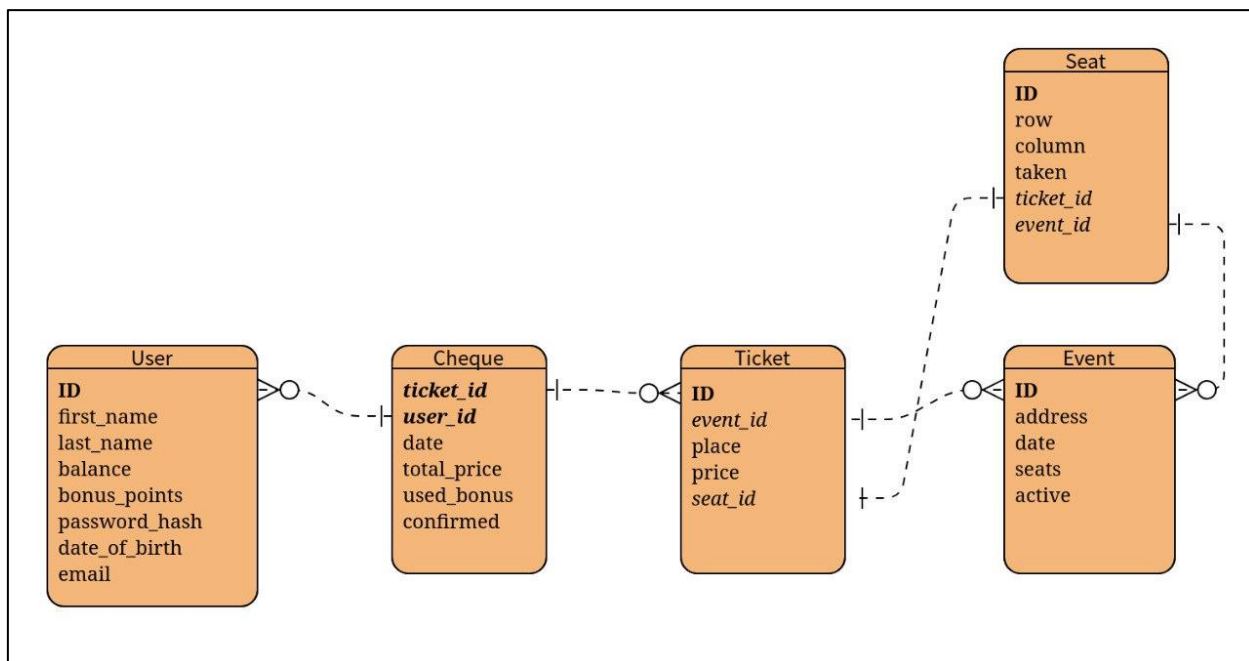 Seat
ID
row
column
taken
ticket_id
event_id
User
ID
first_name
last_name
balance
bonus_points
password_hash
date_of_birth
email
Cheque
ticket_id
user_id
date
total_price
used_bonus
confirmed
Ticket
ID
event_id
place
price
seat_id
Event
ID
address
date
seats
active